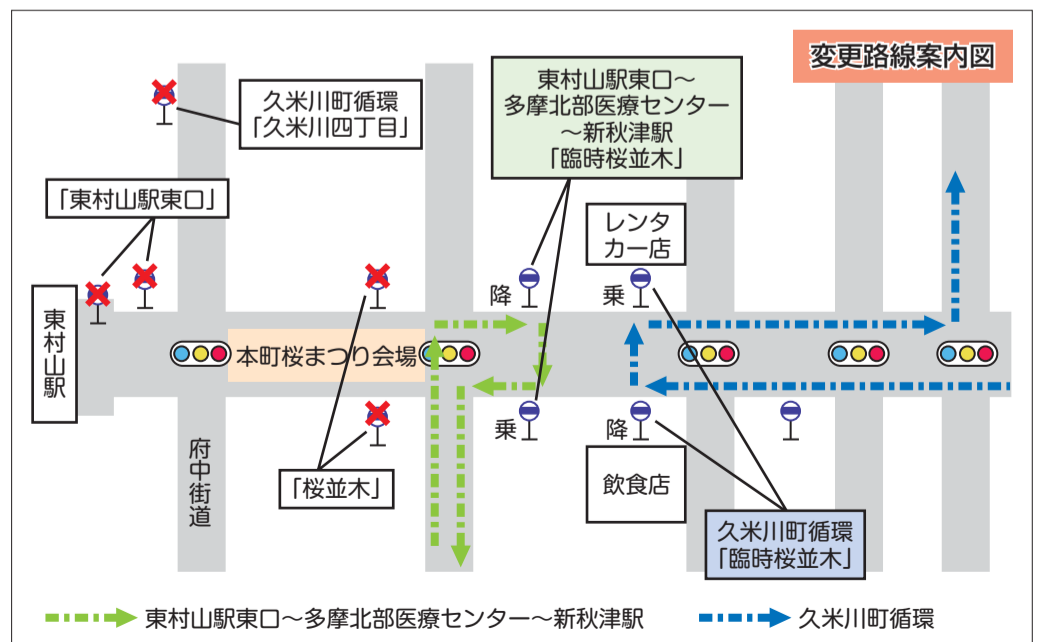 変更路線案内図
東村山駅東口〜
多摩北部医療センター
〜新秋津駅
「臨時桜並木」
久米川町循環
「久米川四丁目」
「東村山駅東口」
レンタ
カー店
降
乗
東村山駅
本町桜まつり会場
乗
降
府中街道
「桜並木」
飲食店
久米川町循環
「臨時桜並木」
東村山駅東口〜多摩北部医療センター〜新秋津駅
久米川町循環